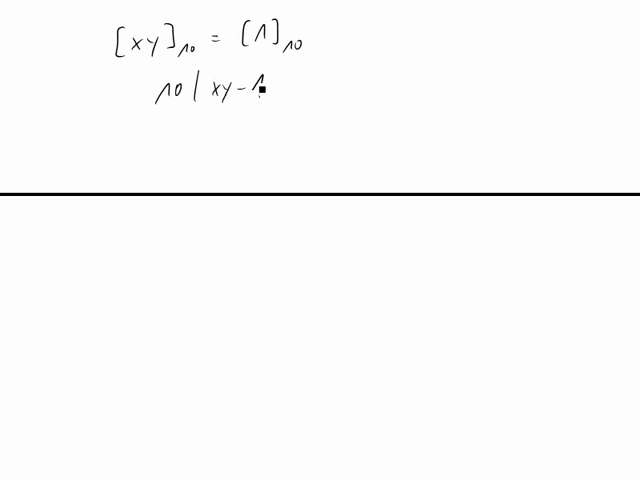 [xy]₁₀ = [1]₁₀
10 | xy - 1